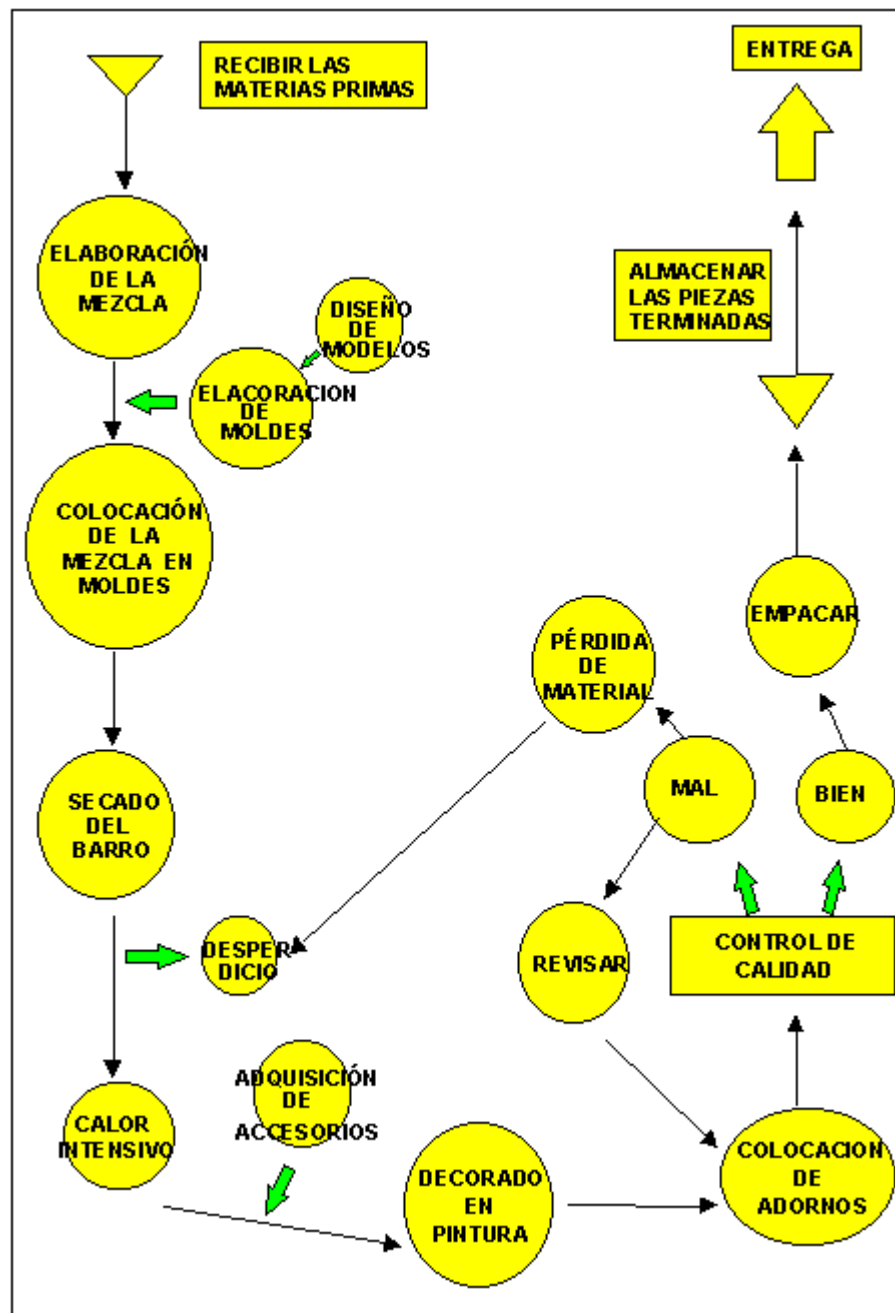 RECIBIR LAS
MATERIAS PRIMAS
ENTREGA
ELABORACIÓN
DE LA
MEZCLA
DISEÑO
DE
MODELOS
ALMACENAR
LAS PIEZAS
TERMINADAS
ELACORACION
DE
MOLDES
COLOCACIÓN
DE LA
MEZCLA EN
MOLDES
EMPACAR
PÉRDIDA
DE
MATERIAL
SECADO
DEL
BARRO
MAL
BIEN
DESPER
DICIO
REVISAR
CONTROL DE
CALIDAD
ADQUISICIÓN
DE
ACCESORIOS
CALOR
INTENSIVO
DECORADO
EN
PINTURA
COLOCACION
DE
ADORNOS